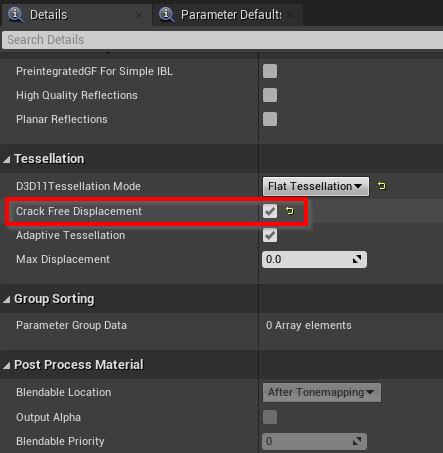 Details
Parameter Defaults
Search Details
PreintegratedGF For Simple IBL
High Quality Reflections
Planar Reflections
Tessellation
D3D11Tessellation Mode Flat Tessellation
Crack Free Displacement
Adaptive Tessellation
Max Displacement 0.0
Group Sorting
Parameter Group Data 0 Array elements
Post Process Material
Blendable Location After Tonemapping
Output Alpha
Blendable Priority 0